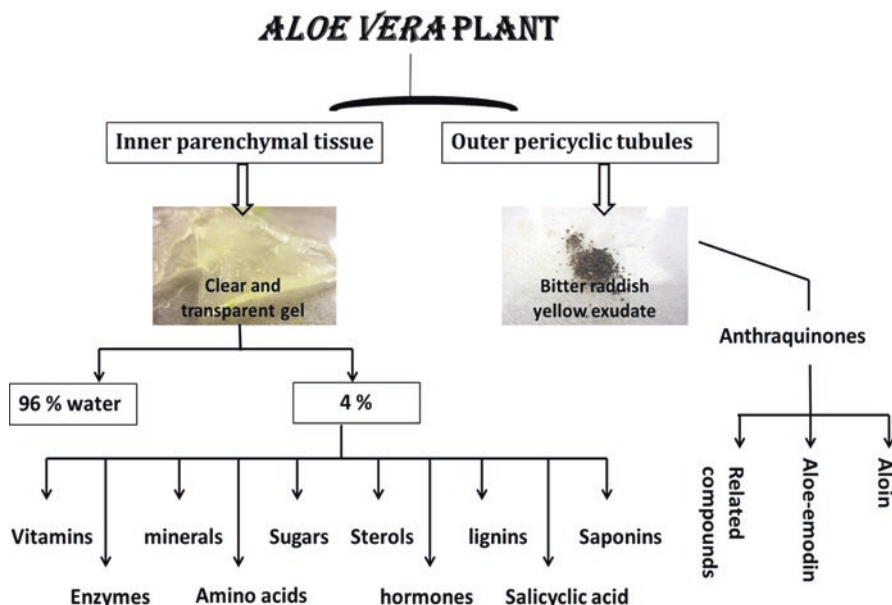 ALOE VERA PLANT
Inner parenchymal tissue
Outer pericyclic tubules
Clear and
transparent gel
Bitter raddish
yellow exudate
Anthraquinones
96 % water
4 %
Related
compounds
Aloe-emodin
Aloin
Vitamins
minerals
Sugars
Sterols
lignins
Saponins
Enzymes
Amino acids
hormones
Salicyclic acid